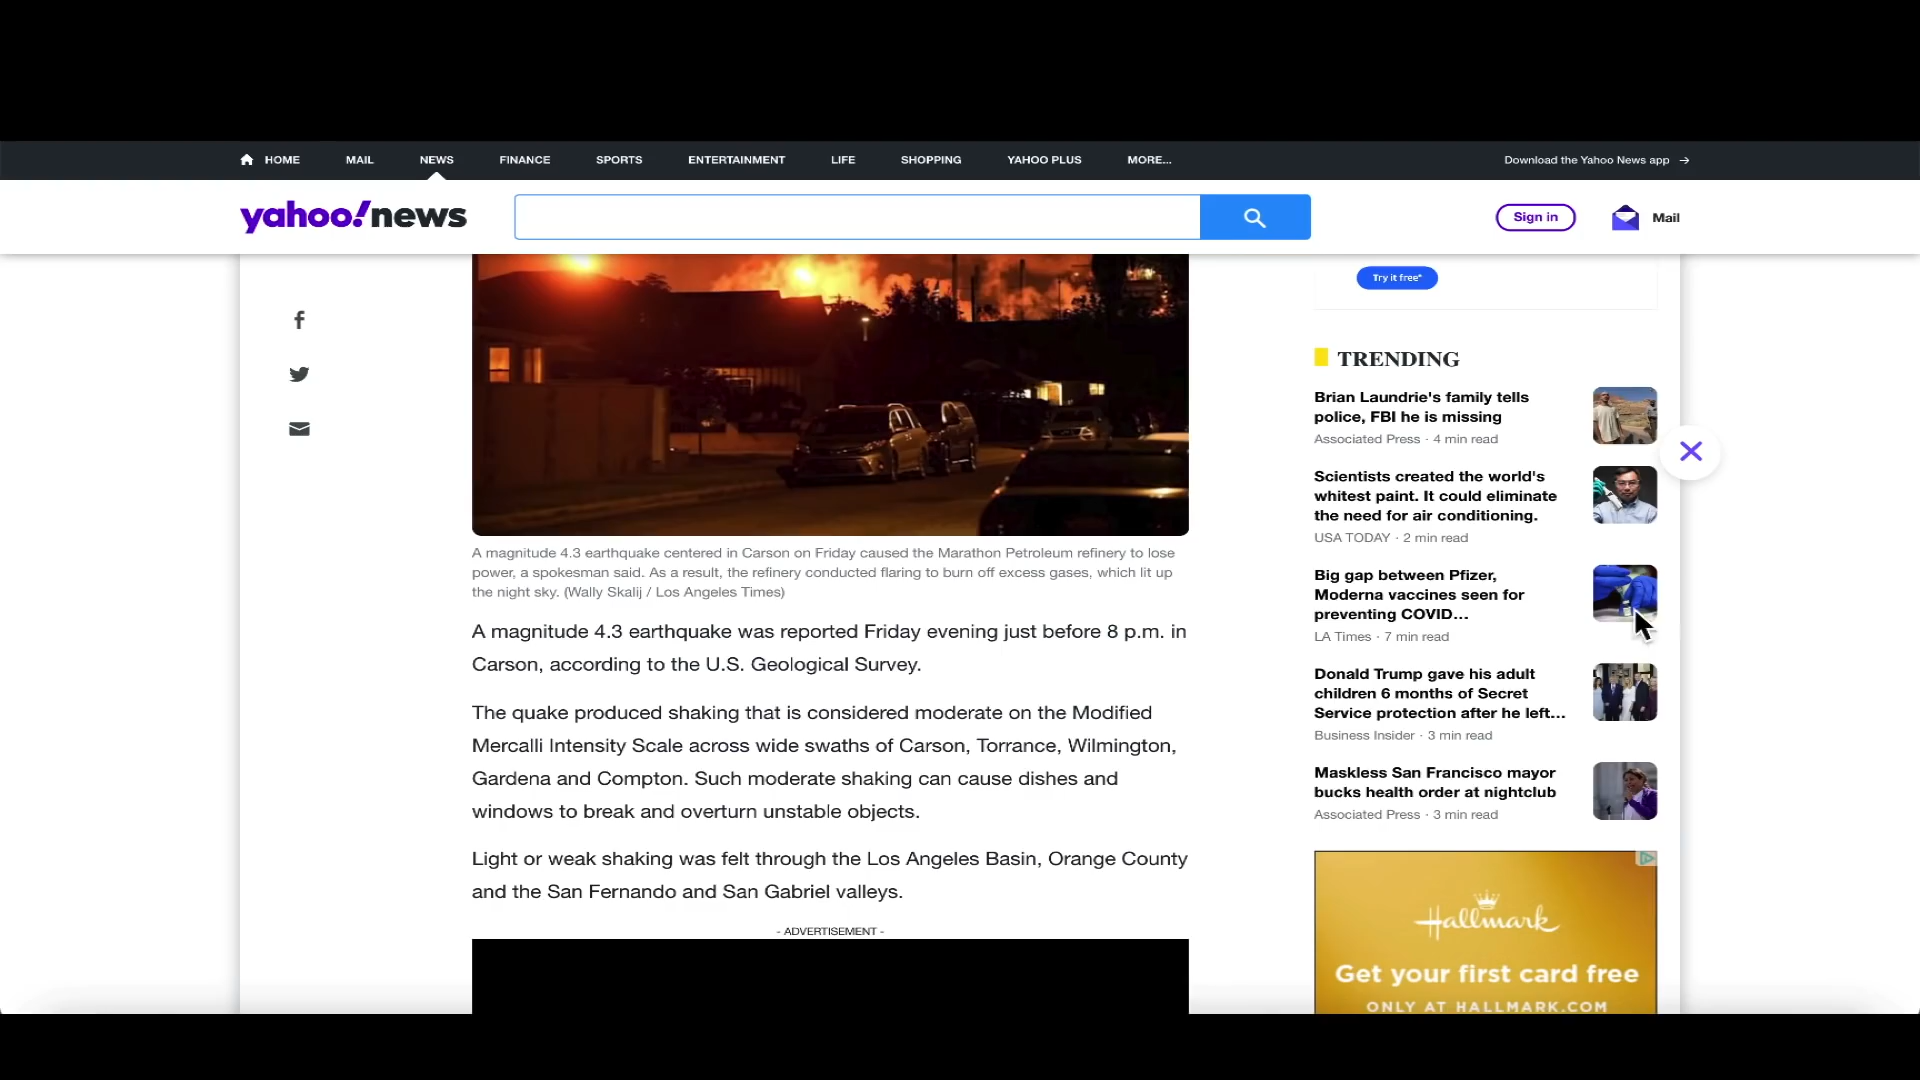 HOME MAIL NEWS FINANCE SPORTS ENTERTAINMENT LIFE SHOPPING YAHOO PLUS MORE... Download the Yahoo News app →
yahoo!news
Sign in
Mail
Try it free*
A magnitude 4.3 earthquake centered in Carson on Friday caused the Marathon Petroleum refinery to lose
power, a spokesman said. As a result, the refinery conducted flaring to burn off excess gases, which lit up
the night sky. (Wally Skalij / Los Angeles Times)
A magnitude 4.3 earthquake was reported Friday evening just before 8 p.m. in
Carson, according to the U.S. Geological Survey.
The quake produced shaking that is considered moderate on the Modified
Mercalli Intensity Scale across wide swaths of Carson, Torrance, Wilmington,
Gardena and Compton. Such moderate shaking can cause dishes and
windows to break and overturn unstable objects.
Light or weak shaking was felt through the Los Angeles Basin, Orange County
and the San Fernando and San Gabriel valleys.
- ADVERTISEMENT -
TRENDING
Brian Laundrie's family tells
police, FBI he is missing
Associated Press · 4 min read
Scientists created the world's
whitest paint. It could eliminate
the need for air conditioning.
USA TODAY · 2 min read
Big gap between Pfizer,
Moderna vaccines seen for
preventing COVID...
LA Times · 7 min read
Donald Trump gave his adult
children 6 months of Secret
Service protection after he left...
Business Insider · 3 min read
Maskless San Francisco mayor
bucks health order at nightclub
Associated Press · 3 min read
Hallmark
Get your first card free
ONLY AT HALLMARK.COM